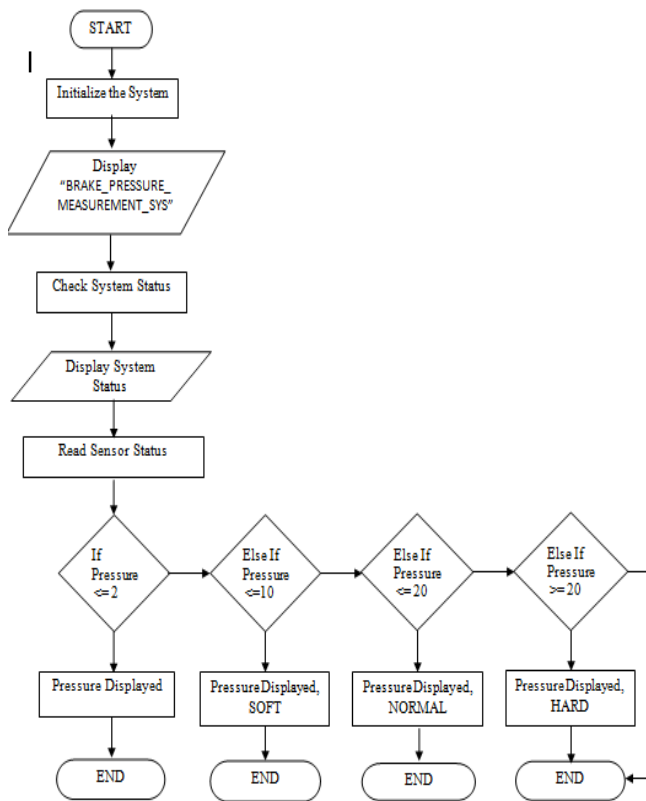 START
Initialize the System
Display
“BRAKE_PRESSURE_
MEASUREMENT_SYS”
Check System Status
Display System
Status
Read Sensor Status
If
Pressure
<=2
Else If
Pressure
<=10
Else If
Pressure
<=20
Else If
Pressure
>=20
Pressure Displayed
Pressure Displayed,
SOFT
Pressure Displayed,
NORMAL
Pressure Displayed,
HARD
END
END
END
END